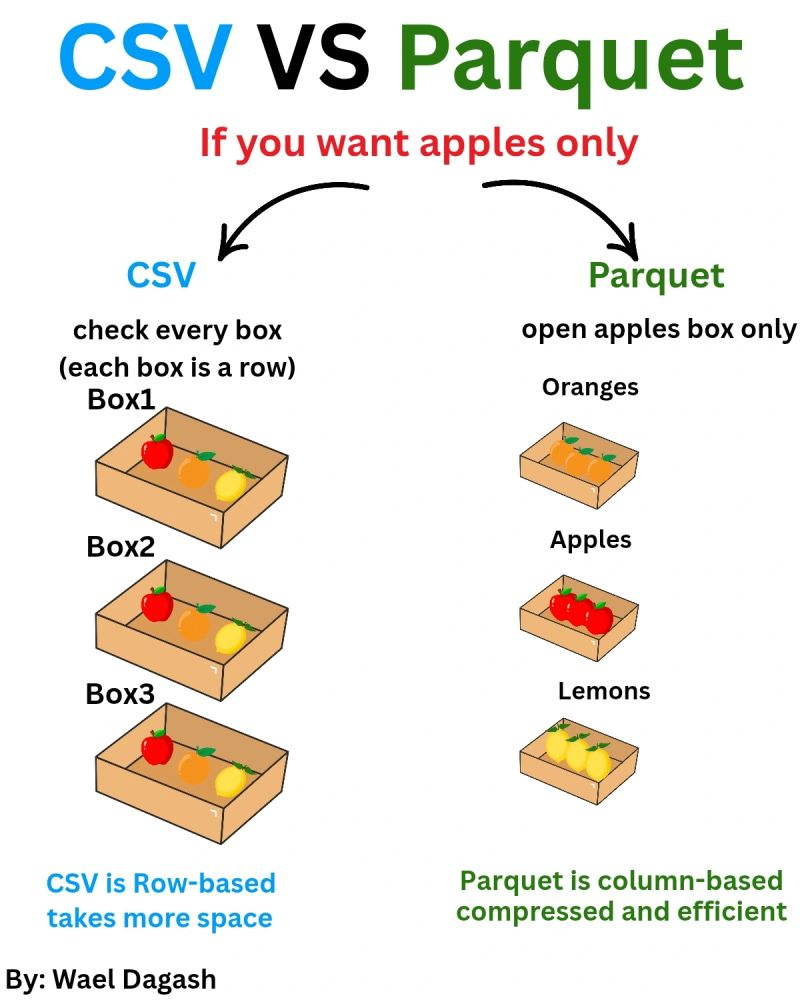 CSV VS Parquet
If you want apples only
CSV
check every box
(each box is a row)
Box1
Box2
Box3
CSV is Row-based
takes more space
Parquet
open apples box only
Oranges
Apples
Lemons
Parquet is column-based
compressed and efficient
By: Wael Dagash